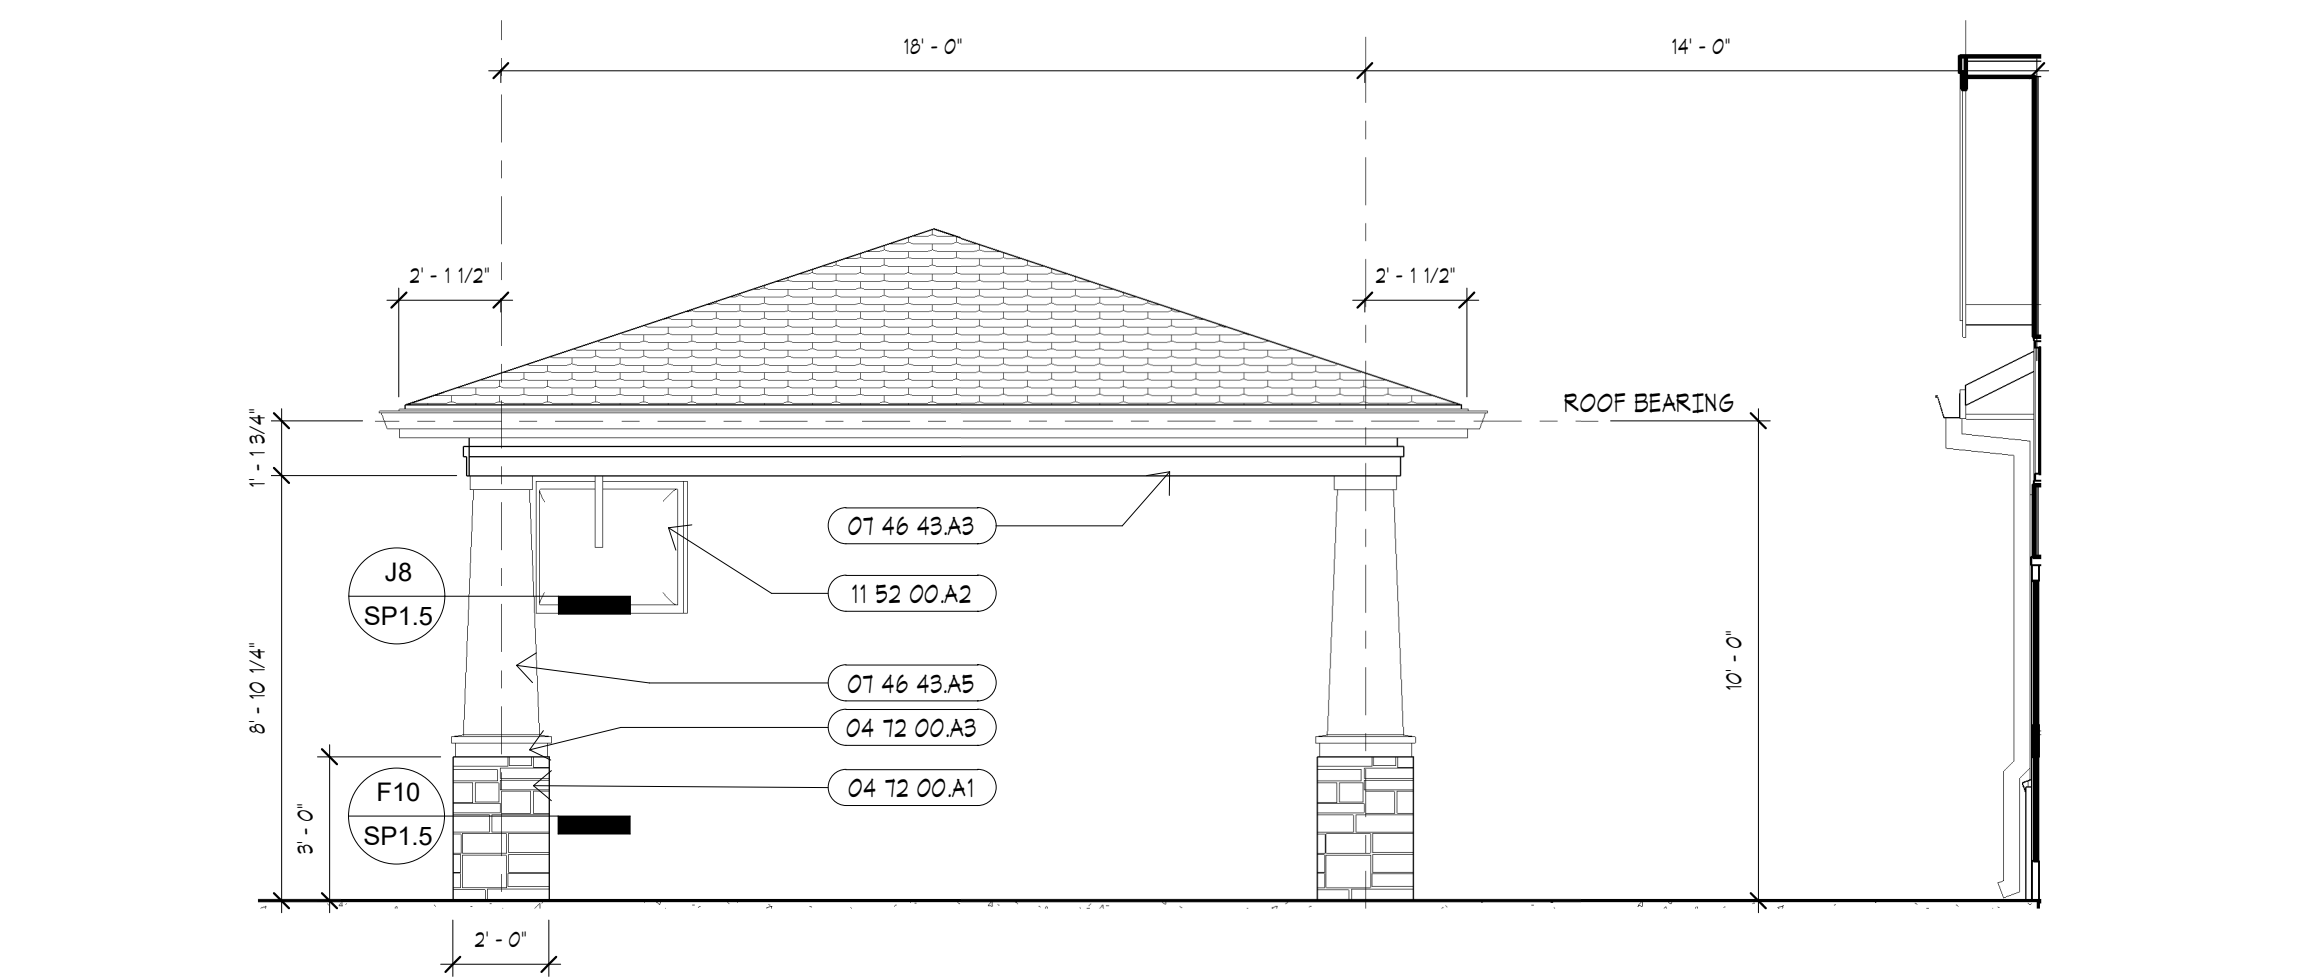 18' - 0"
14' - 0"
2' - 1 1/2"
2' - 1 1/2"
ROOF BEARING
1' - 1 3/4"
07 46 43.A3
J8
SP1.5
11 52 00.A2
8' - 10 1/4"
10' - 0"
07 46 43.A5
04 72 00.A3
F10
SP1.5
04 72 00.A1
3' - 0"
2' - 0"